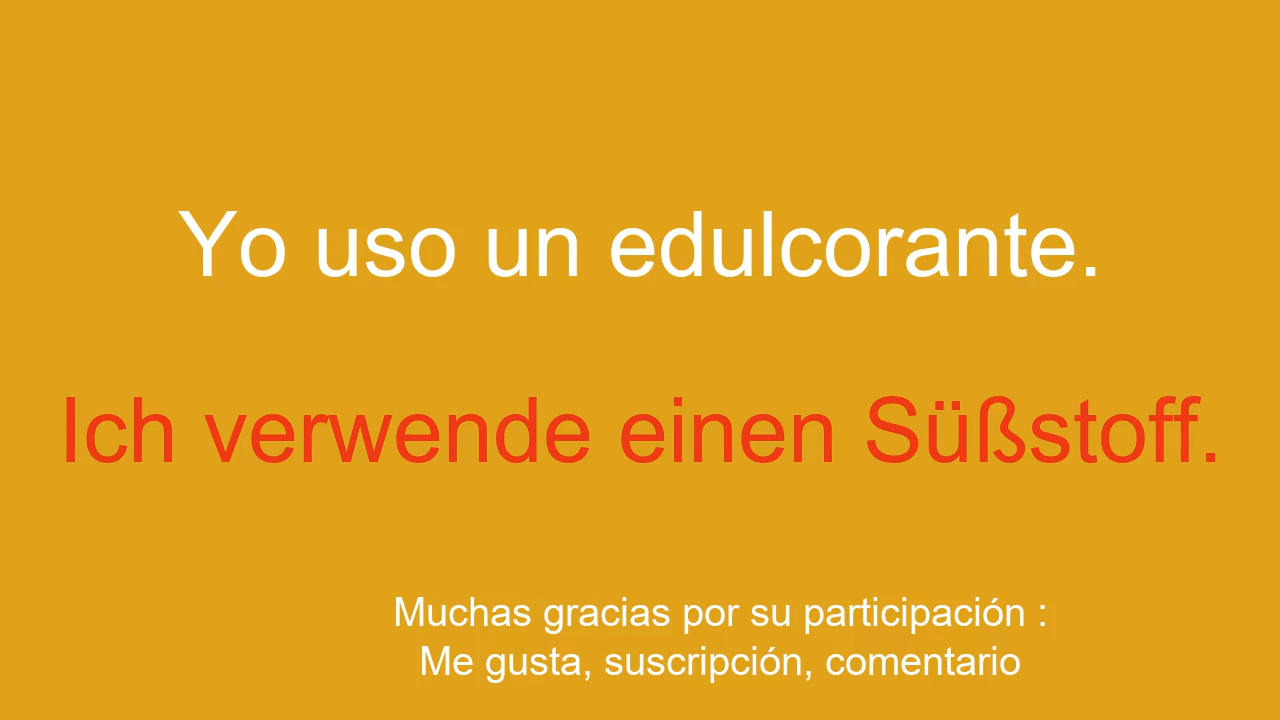 Yo uso un edulcorante.
Ich verwende einen Süßstoff.
Muchas gracias por su participación :
Me gusta, suscripción, comentario